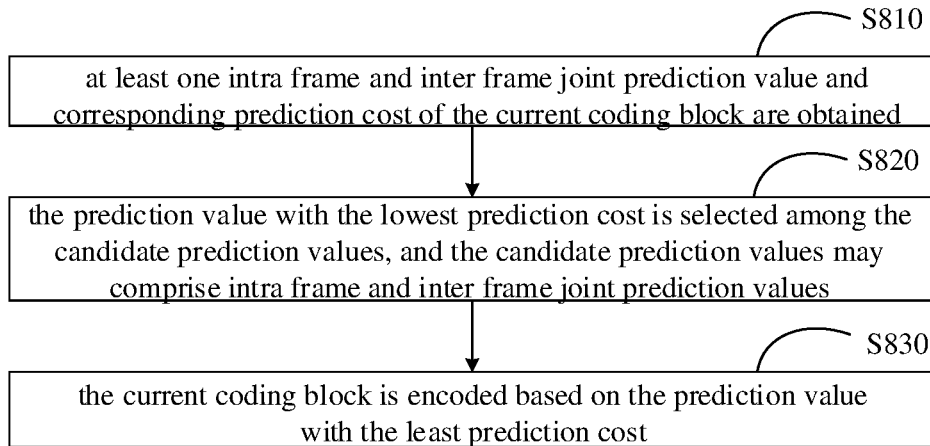 S810
at least one intra frame and inter frame joint prediction value and
corresponding prediction cost of the current coding block are obtained
S820
the prediction value with the lowest prediction cost is selected among the
candidate prediction values, and the candidate prediction values may
comprise intra frame and inter frame joint prediction values
S830
the current coding block is encoded based on the prediction value
with the least prediction cost